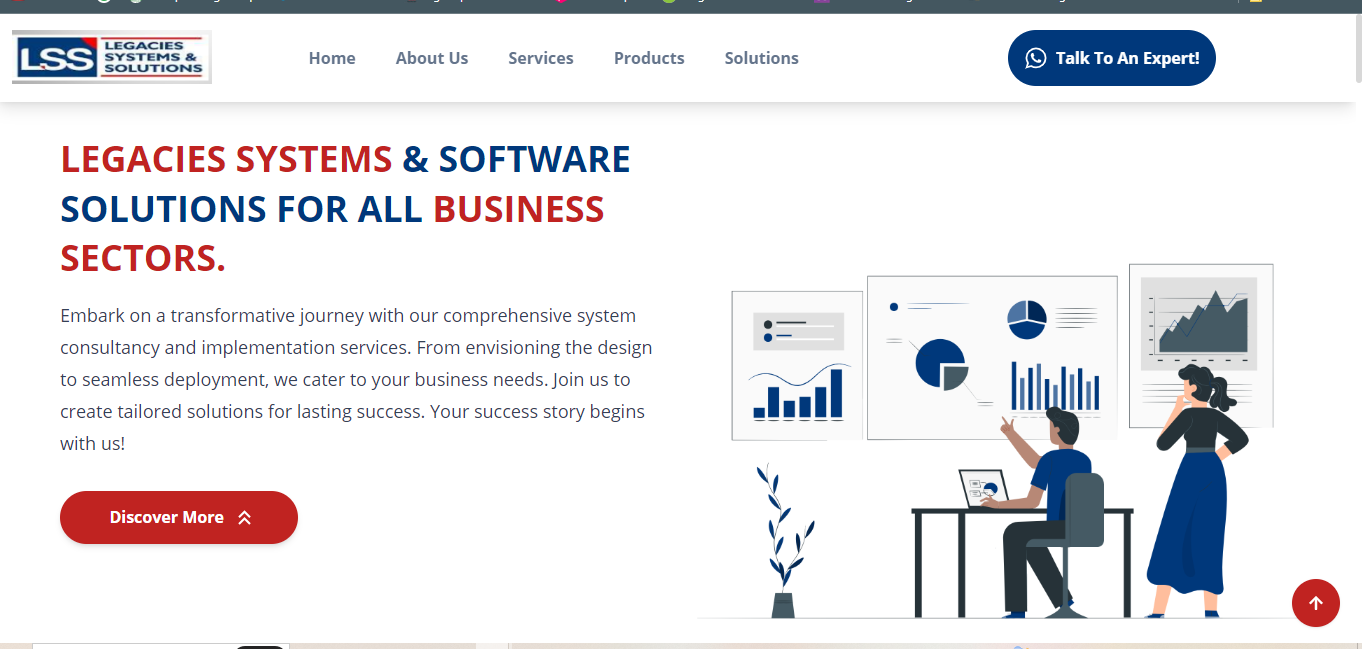 LSS LEGACIES
SYSTEMS &
SOLUTIONS
Home About Us Services Products Solutions Talk To An Expert!
LEGACIES SYSTEMS & SOFTWARE
SOLUTIONS FOR ALL BUSINESS
SECTORS.
Embark on a transformative journey with our comprehensive system
consultancy and implementation services. From envisioning the design
to seamless deployment, we cater to your business needs. Join us to
create tailored solutions for lasting success. Your success story begins
with us!
Discover More